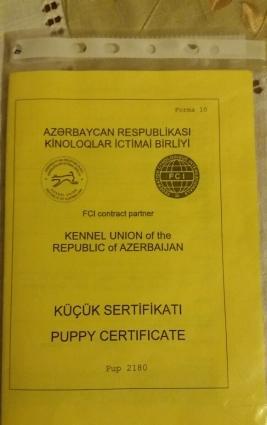 Forma 10
AZƏRBAYCAN RESPUBLİKASI
KİNOLOQLAR İCTİMAİ BİRLİYİ
FCI
FCI contract partner
KENNEL UNION of the
REPUBLIC of AZERBAIJAN
KÜÇÜK SERTİFİKATI
PUPPY CERTIFICATE
Pup 2180